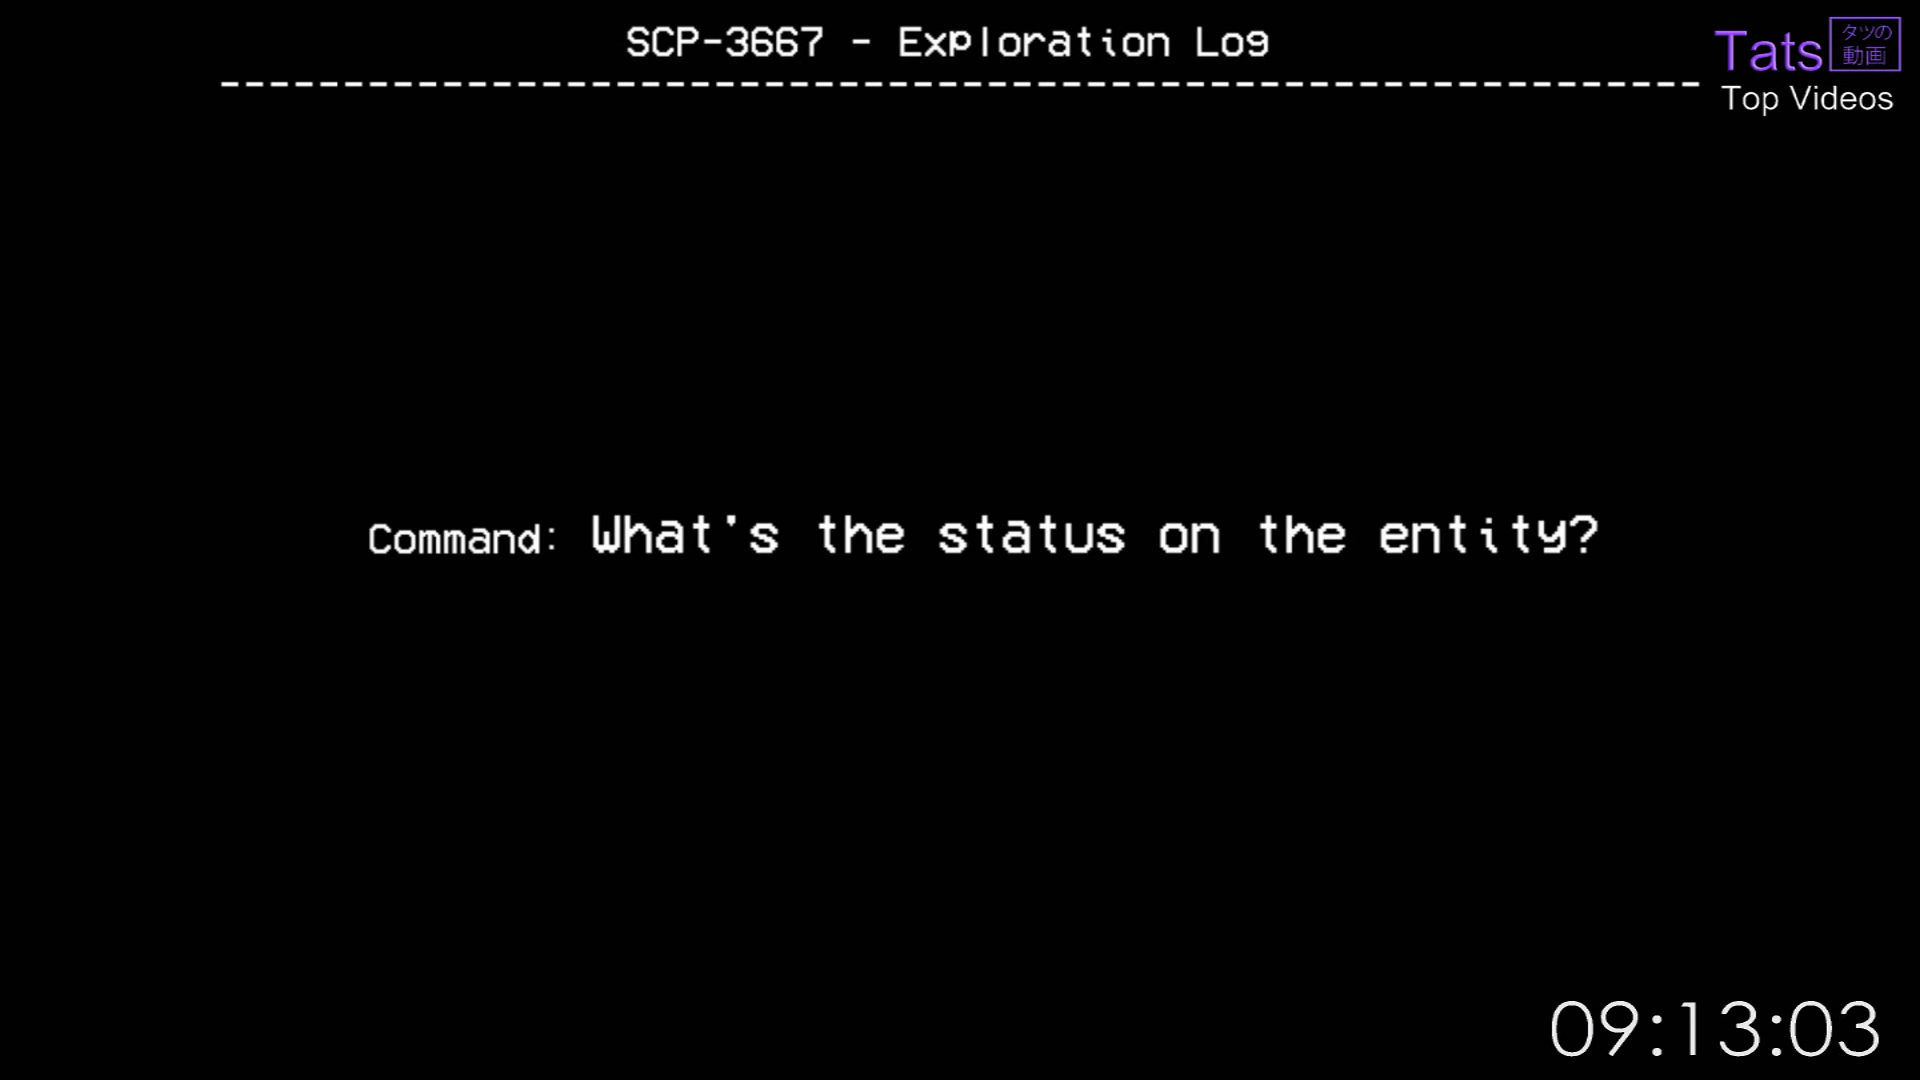 SCP-3667 - Exploration Log
--------------------------------------------------------------
Tats タツの
動画
Top Videos
Command: What's the status on the entity?
09:13:03